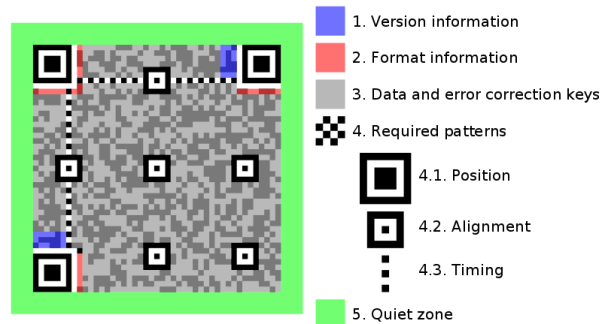 1. Version information
2. Format information
3. Data and error correction keys
4. Required patterns
4.1. Position
4.2. Alignment
4.3. Timing
5. Quiet zone